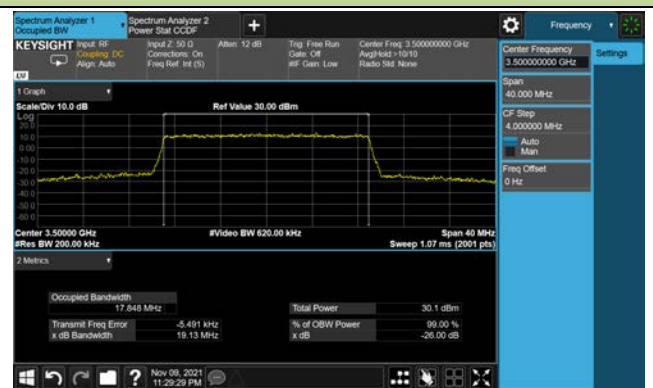 Spectrum Analyzer 1
Occupied BW
Spectrum Analyzer 2
Power Stat CCDF
+
Frequency
KEYSIGHT
Input: RF
Coupling: DC
Align: Auto
Input Z: 50 Ω
Corrections: On
Freq Ref: Int (S)
Atten: 12 dB
Trig: Free Run
Gate: Off
#IF Gain: Low
Center Freq: 3.500000000 GHz
Avg|Hold:>10/10
Radio Std: None
LV
Center Frequency
3.500000000 GHz
Settings
Span
40.000 MHz
CF Step
4.000000 MHz
Auto
Man
Freq Offset
0 Hz
1 Graph
Scale/Div 10.0 dB
Ref Value 30.00 dBm
Log
20.0
10.0
0.00
-10.0
-20.0
-30.0
-40.0
-50.0
-60.0
Center 3.50000 GHz
#Video BW 620.00 kHz
Span 40 MHz
#Res BW 200.00 kHz
Sweep 1.07 ms (2001 pts)
2 Metrics
Occupied Bandwidth
17.848 MHz
Total Power
30.1 dBm
Transmit Freq Error
-5.491 kHz
% of OBW Power
99.00 %
x dB Bandwidth
19.13 MHz
x dB
-26.00 dB
?
Nov 09, 2021
11:29:29 PM